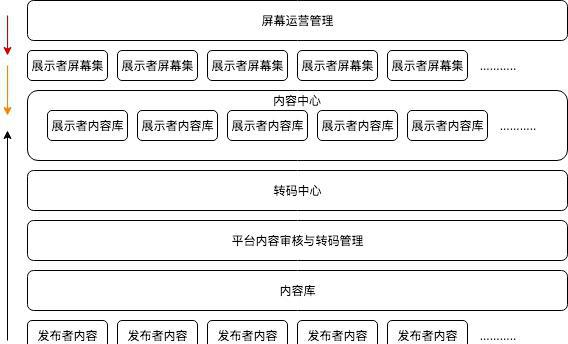 屏幕运营管理
展示者屏幕集 展示者屏幕集 展示者屏幕集 展示者屏幕集 展示者屏幕集 ...........
内容中心
展示者内容库 展示者内容库 展示者内容库 展示者内容库 展示者内容库 ...........
转码中心
平台内容审核与转码管理
内容库
发布者内容 发布者内容 发布者内容 发布者内容 发布者内容 ...........